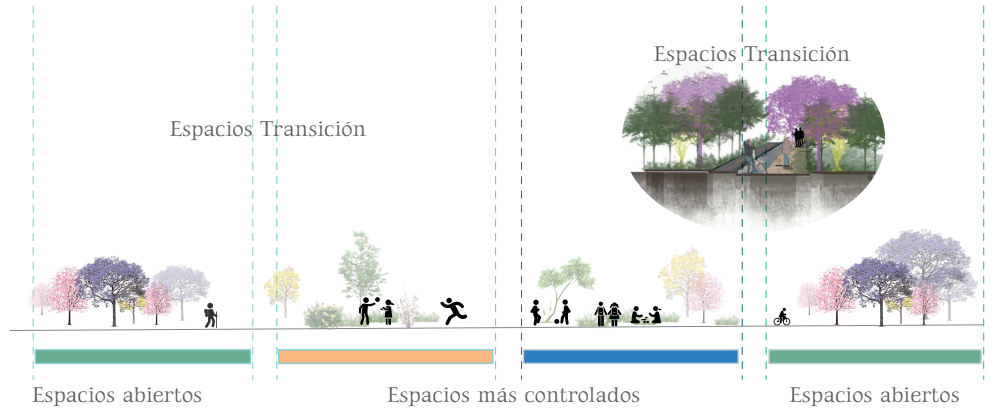 Espacios Transición
Espacios Transición
Espacios abiertos
Espacios más controlados
Espacios abiertos